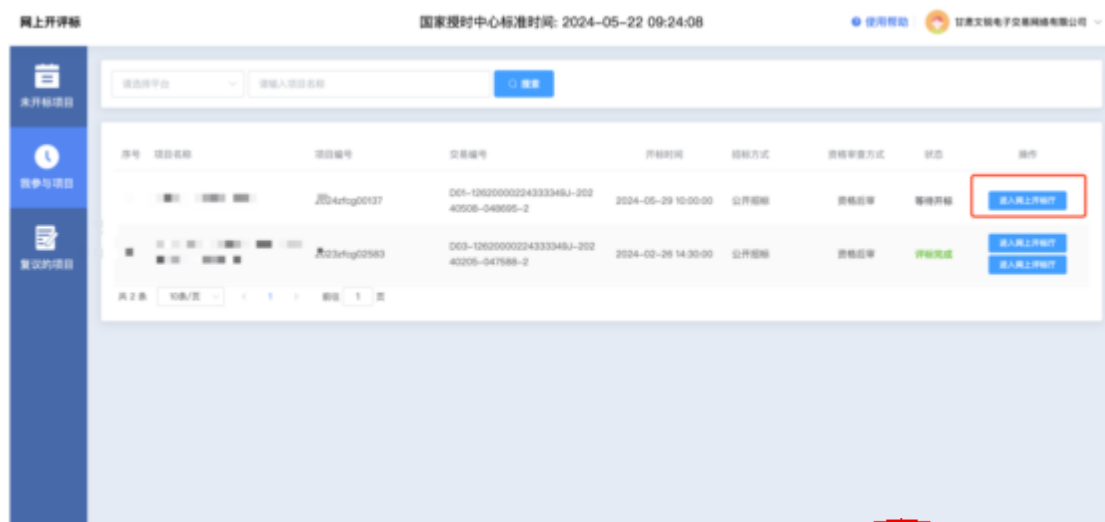 网上开评标
国家授时中心标准时间: 2024-05-22 09:24:08
使用帮助
甘肃文锐电子交易网络有限公司
未开标项目
我参与项目
复议的项目
请选择平台
请输入项目名称
搜索
序号 项目名称 项目编号 交易编号 开标时间 招标方式 资格审查方式 状态 操作
2024zfcg00137
D01-12620000224333349J-202
40508-048695-2
2024-05-29 10:00:00 公开招标 资格后审 等待开标 进入网上开标厅
2023zfcg02583
D03-12620000224333349J-202
40205-047588-2
2024-02-26 14:30:00 公开招标 资格后审 评标完成 进入网上开标厅
进入网上评标厅
共 2 条 10条/页 1 前往 1 页